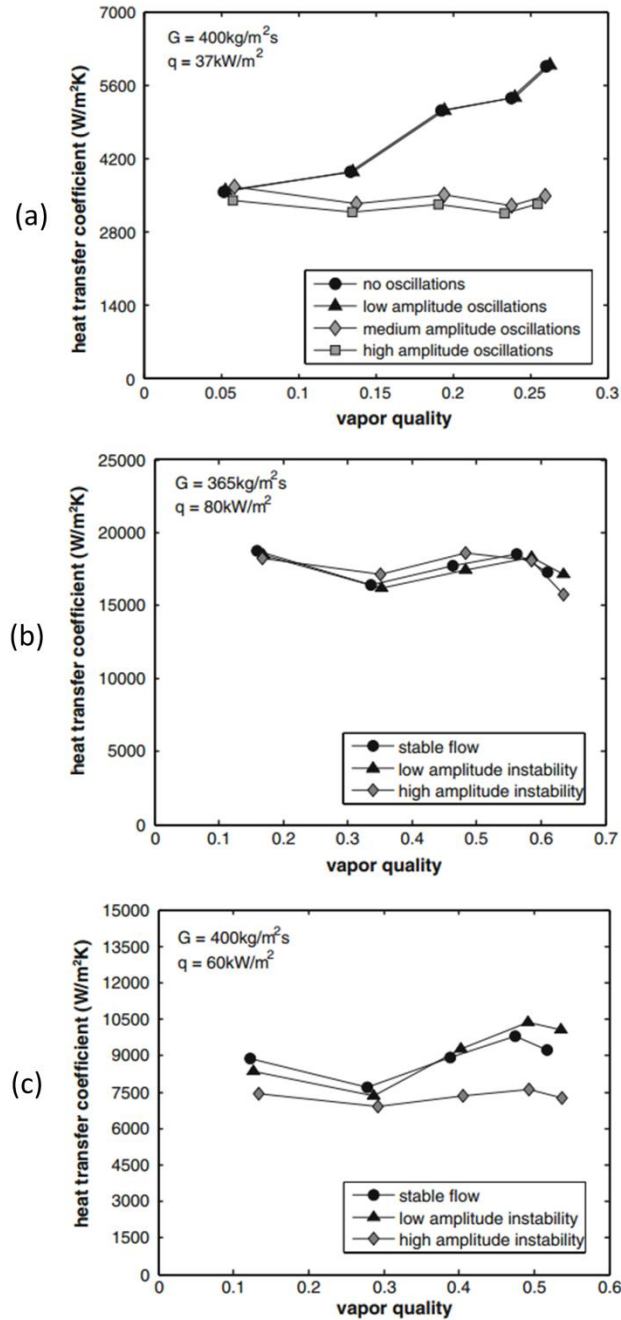 (a)
G = 400kg/m²s
q = 37kW/m²
heat transfer coefficient (W/m²K)
7000
5600
4200
2800
1400
0
no oscillations
low amplitude oscillations
medium amplitude oscillations
high amplitude oscillations
0 0.05 0.1 0.15 0.2 0.25 0.3
vapor quality
(b)
G = 365kg/m²s
q = 80kW/m²
heat transfer coefficient (W/m²K)
25000
20000
15000
10000
5000
0
stable flow
low amplitude instability
high amplitude instability
0 0.1 0.2 0.3 0.4 0.5 0.6 0.7
vapor quality
(c)
G = 400kg/m²s
q = 60kW/m²
heat transfer coefficient (W/m²K)
15000
13500
12000
10500
9000
7500
6000
4500
3000
1500
0
stable flow
low amplitude instability
high amplitude instability
0 0.1 0.2 0.3 0.4 0.5 0.6
vapor quality